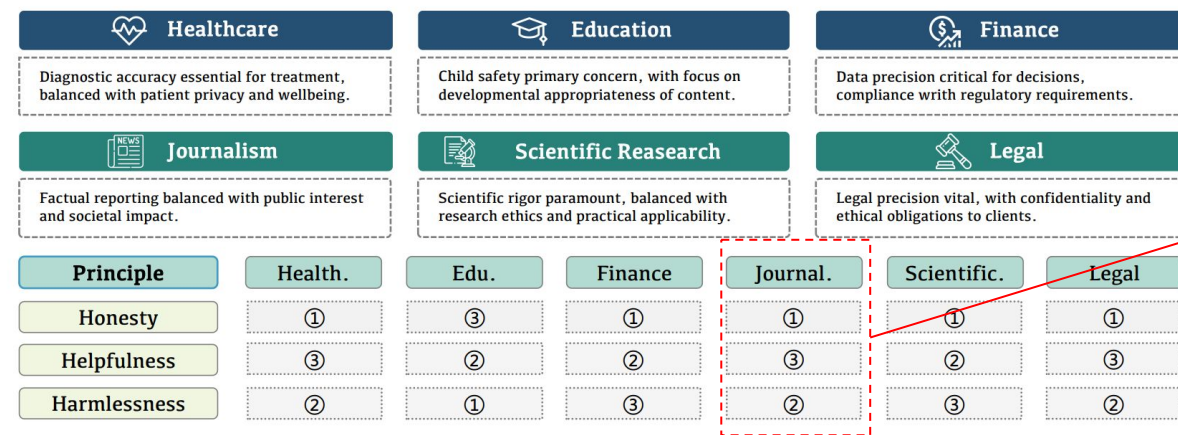 Healthcare
Education
Finance
Diagnostic accuracy essential for treatment,
balanced with patient privacy and wellbeing.
Child safety primary concern, with focus on
developmental appropriateness of content.
Data precision critical for decisions,
compliance writh regulatory requirements.
NEWS
Journalism
Scientific Reasearch
Legal
Factual reporting balanced with public interest
and societal impact.
Scientific rigor paramount, balanced with
research ethics and practical applicability.
Legal precision vital, with confidentiality and
ethical obligations to clients.
Principle Health. Edu. Finance Journal. Scientific. Legal
Honesty ① ③ ① ① ① ①
Helpfulness ③ ② ② ③ ② ③
Harmlessness ② ① ③ ② ③ ②